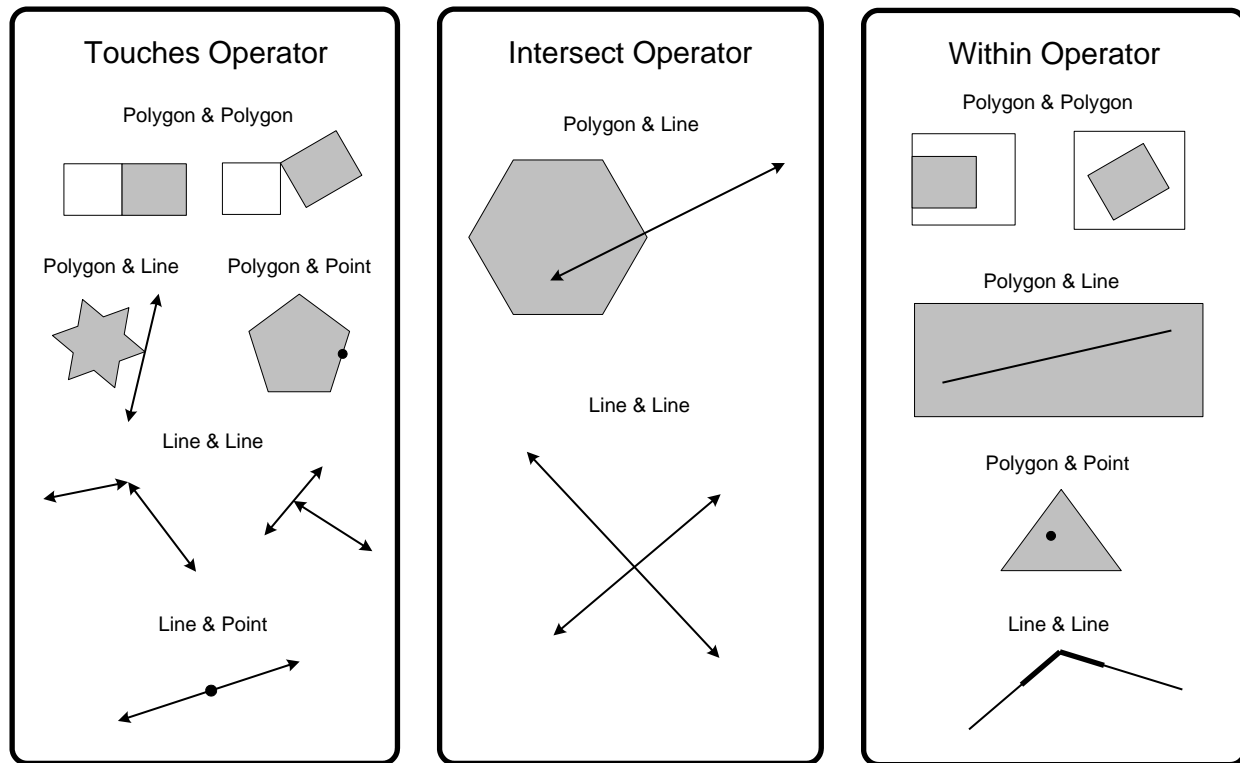 Touches Operator
Polygon & Polygon
Polygon & Line
Polygon & Point
Line & Line
Line & Point
Intersect Operator
Polygon & Line
Line & Line
Within Operator
Polygon & Polygon
Polygon & Line
Polygon & Point
Line & Line